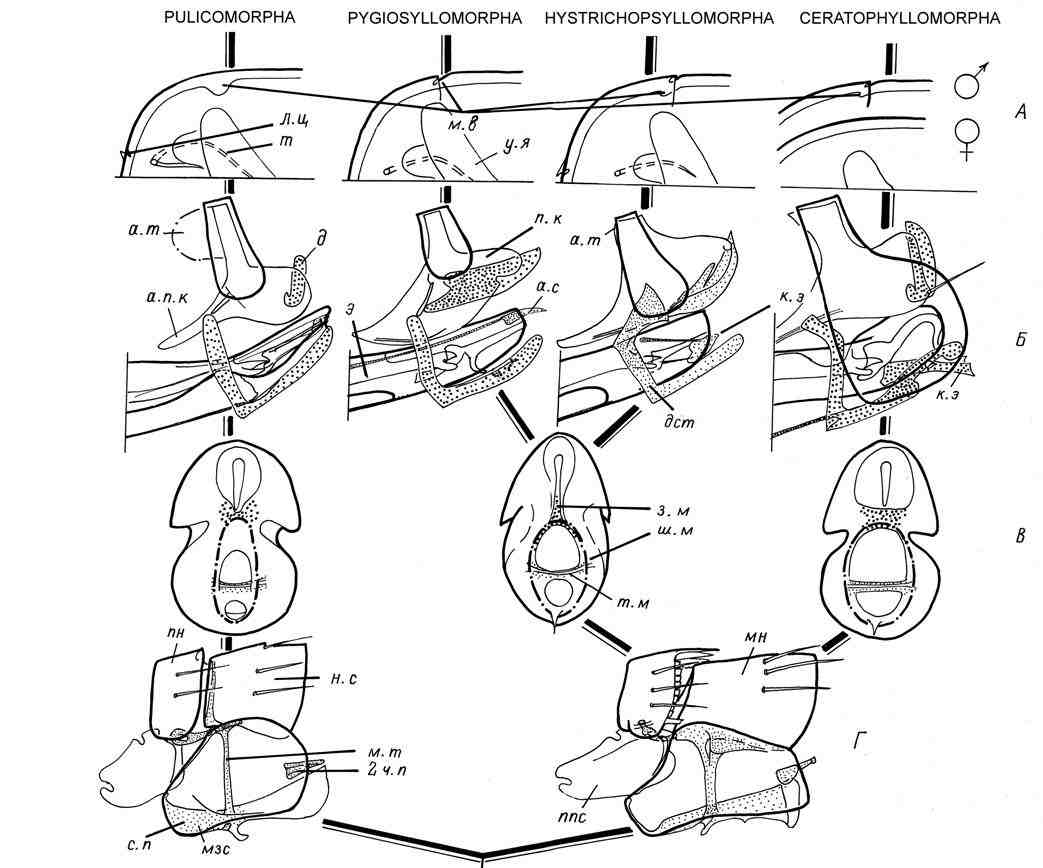 PULICOMORPHA PYGIOSYLLOMORPHA HYSTRICHOPSYLLOMORPHA CERATOPHYLLOMORPHA
♂
А
л.щ
т
м.в
у.я
♀
а.т
д
п.к
а.т
а.п.к
э
а.с
к.э
Б
к.э
дст
з.м
ш.м
В
т.м
пн
мн
н.с
Г
м.т
2 ч.п
ппс
с.п
мзс